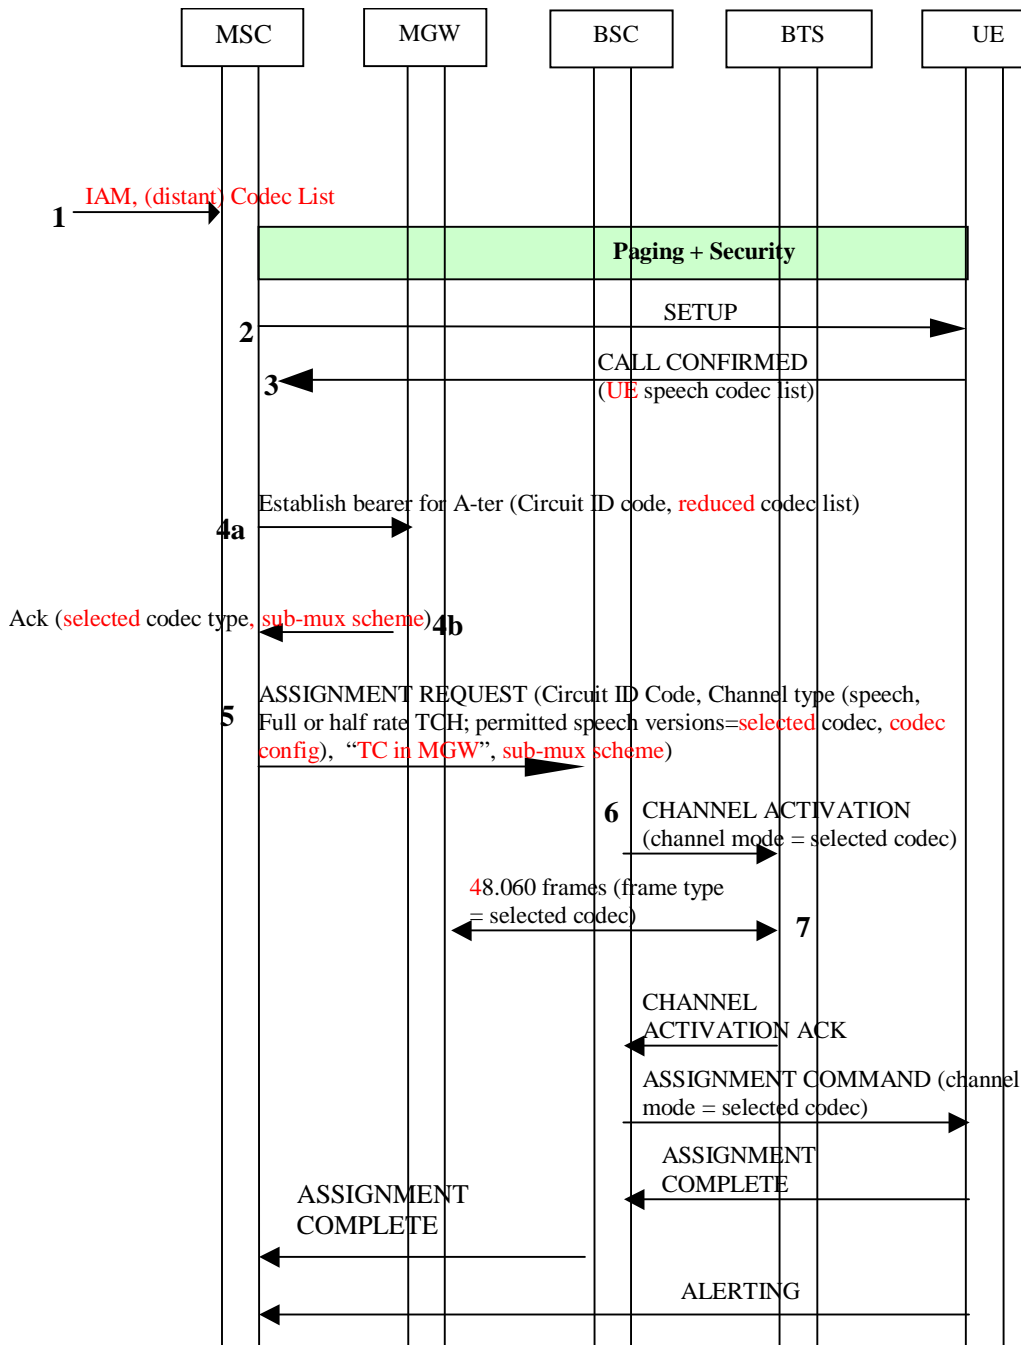 MSC
MGW
BSC
BTS
UE
IAM, (distant) Codec List
1
Paging + Security
SETUP
2
CALL CONFIRMED
3
(UE speech codec list)
Establish bearer for A-ter (Circuit ID code, reduced codec list)
4a
Ack (selected codec type, sub-mux scheme)
4b
ASSIGNMENT REQUEST (Circuit ID Code, Channel type (speech,
5
Full or half rate TCH; permitted speech versions=selected codec, codec
config), “TC in MGW”, sub-mux scheme)
6
CHANNEL ACTIVATION
(channel mode = selected codec)
48.060 frames (frame type
= selected codec)
7
CHANNEL
ACTIVATION ACK
ASSIGNMENT COMMAND (channel
mode = selected codec)
ASSIGNMENT
COMPLETE
ASSIGNMENT
COMPLETE
ALERTING